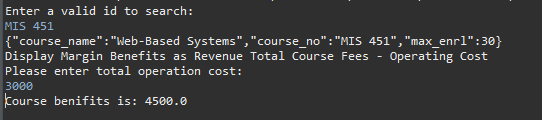 Enter a valid id to search:
MIS 451
{"course_name":"Web-Based Systems","course_no":"MIS 451","max_enrl":30}
Display Margin Benefits as Revenue Total Course Fees - Operating Cost
Please enter total operation cost:
3000
Course benifits is: 4500.0